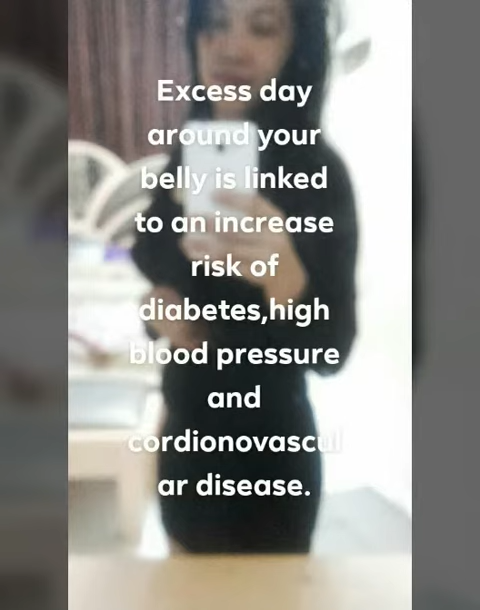 Excess day
around your
belly is linked
to an increase
risk of
diabetes,high
blood pressure
and
cordionovascul
ar disease.